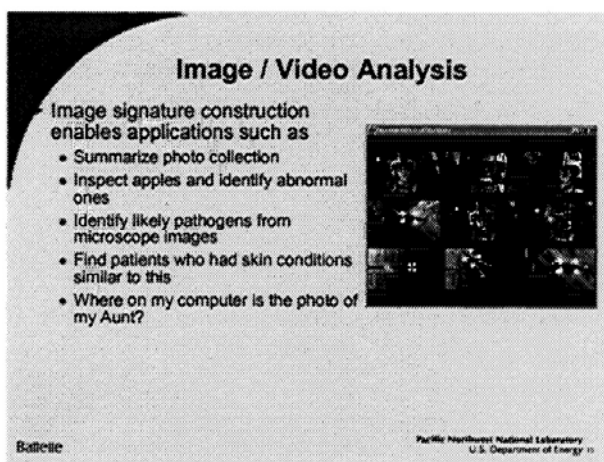 Image / Video Analysis
Image signature construction
enables applications such as
• Summarize photo collection
• Inspect apples and identify abnormal
ones
• Identify likely pathogens from
microscope images
• Find patients who had skin conditions
similar to this
• Where on my computer is the photo of
my Aunt?
Battelle
Pacific Northwest National Laboratory
U.S. Department of Energy